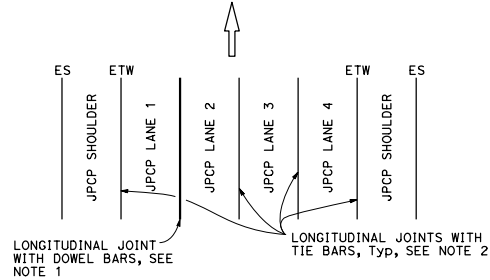 ES
ETW
ETW
ES
JPCP SHOULDER
JPCP LANE 1
JPCP LANE 2
JPCP LANE 3
JPCP LANE 4
JPCP SHOULDER
LONGITUDINAL JOINT
WITH DOWEL BARS, SEE
NOTE 1
LONGITUDINAL JOINTS WITH
TIE BARS, Typ, SEE NOTE 2